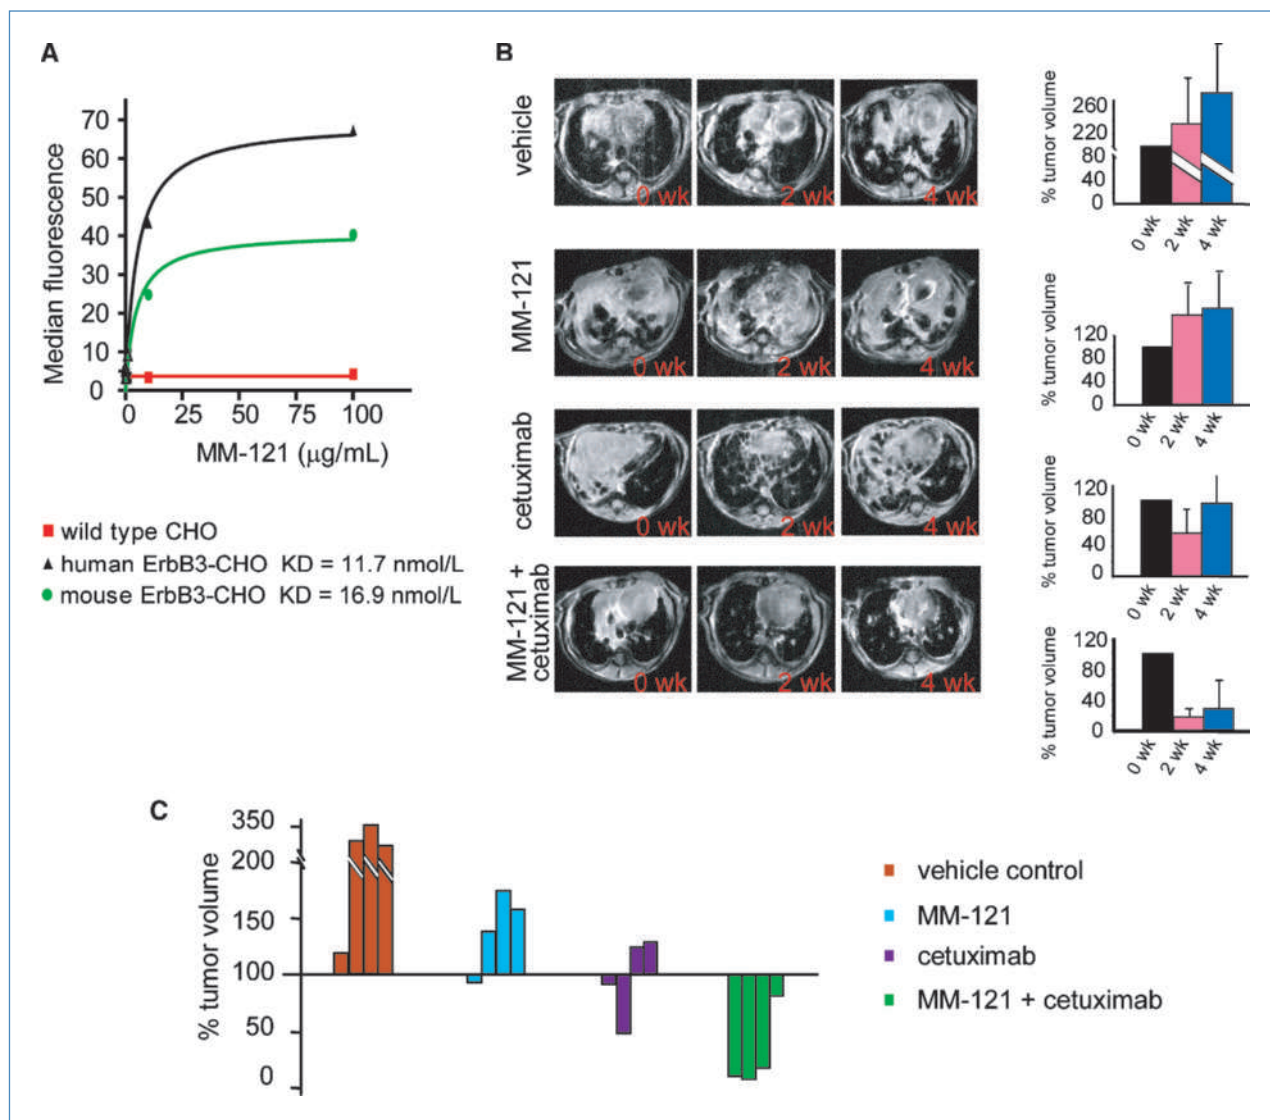 A
70
60
50
40
30
20
10
0
Median fluorescence
0 25 50 75 100
MM-121 (μg/mL)
wild type CHO
human ErbB3-CHO KD = 11.7 nmol/L
mouse ErbB3-CHO KD = 16.9 nmol/L
B
vehicle
0 wk 2 wk 4 wk
% tumor volume
260
220
80
40
0
0 wk 2 wk 4 wk
MM-121
0 wk 2 wk 4 wk
% tumor volume
120
80
40
0
0 wk 2 wk 4 wk
cetuximab
0 wk 2 wk 4 wk
% tumor volume
120
80
40
0
0 wk 2 wk 4 wk
MM-121 +
cetuximab
0 wk 2 wk 4 wk
% tumor volume
120
80
40
0
0 wk 2 wk 4 wk
C
% tumor volume
350
200
150
100
50
0
vehicle control
MM-121
cetuximab
MM-121 + cetuximab